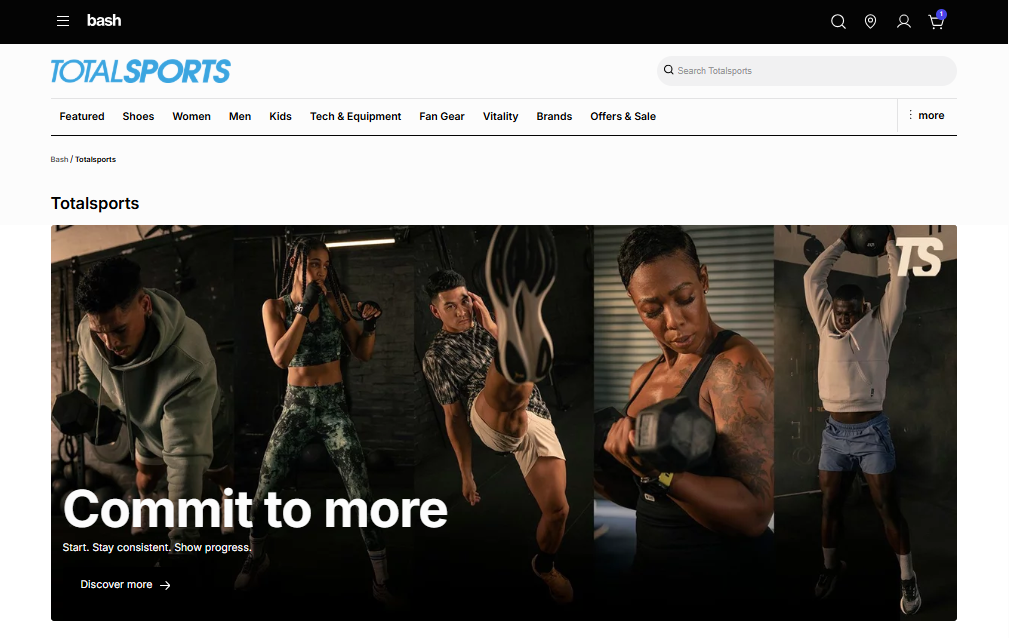 bash
1
TOTALSPORTS
Search Totalsports
Featured Shoes Women Men Kids Tech & Equipment Fan Gear Vitality Brands Offers & Sale more
Bash / Totalsports
Totalsports
TS
Commit to more
Start. Stay consistent. Show progress.
Discover more →